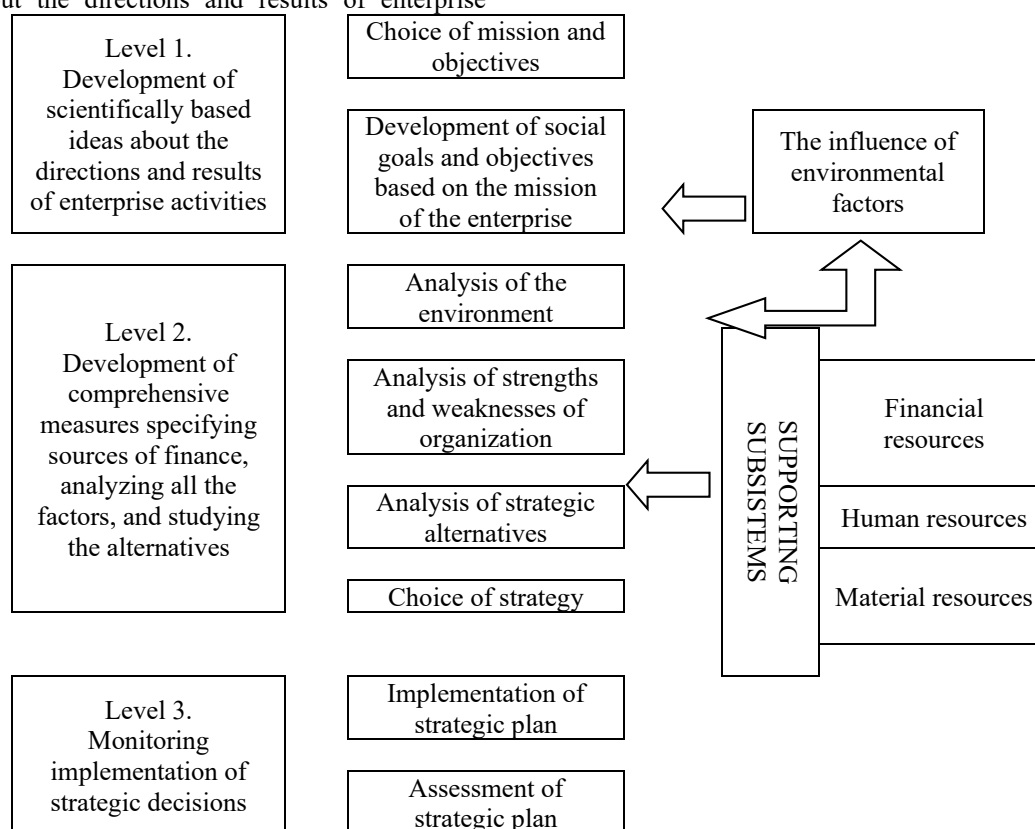 ut the directions and results of enterprise
Level 1.
Development of
scientifically based
ideas about the
directions and results
of enterprise activities
Choice of mission and
objectives
Development of social
goals and objectives
based on the mission
of the enterprise
The influence of
environmental
factors
Level 2.
Development of
comprehensive
measures specifying
sources of finance,
analyzing all the
factors, and studying
the alternatives
Analysis of the
environment
Analysis of strengths
and weaknesses of
organization
Analysis of strategic
alternatives
Choice of strategy
SUPPORTING
SUBSISTEMS
Financial
resources
Human resources
Material resources
Level 3.
Monitoring
implementation of
strategic decisions
Implementation of
strategic plan
Assessment of
strategic plan